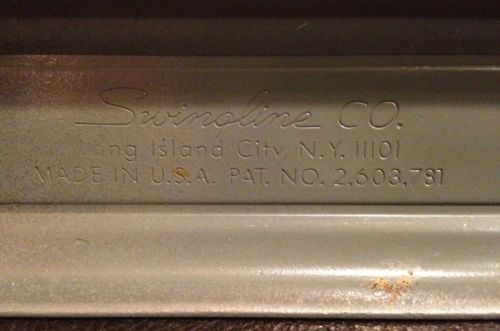 Swingline CO.
Long Island City, N.Y. 11101
MADE IN U.S.A. PAT. NO. 2,603,781